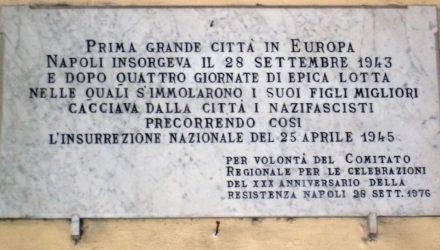 PRIMA GRANDE CITTÀ IN EUROPA
NAPOLI INSORGEVA IL 28 SETTEMBRE 1943
E DOPO QUATTRO GIORNATE DI EPICA LOTTA
NELLE QUALI S'IMMOLARONO I SUOI FIGLI MIGLIORI
CACCIAVA DALLA CITTÀ I NAZIFASCISTI
PRECORRENDO COSI
L'INSURREZIONE NAZIONALE DEL 25 APRILE 1945
PER VOLONTÀ DEL COMITATO
REGIONALE PER LE CELEBRAZIONI
DEL XXX ANNIVERSARIO DELLA
RESISTENZA NAPOLI 28 SETT. 1976